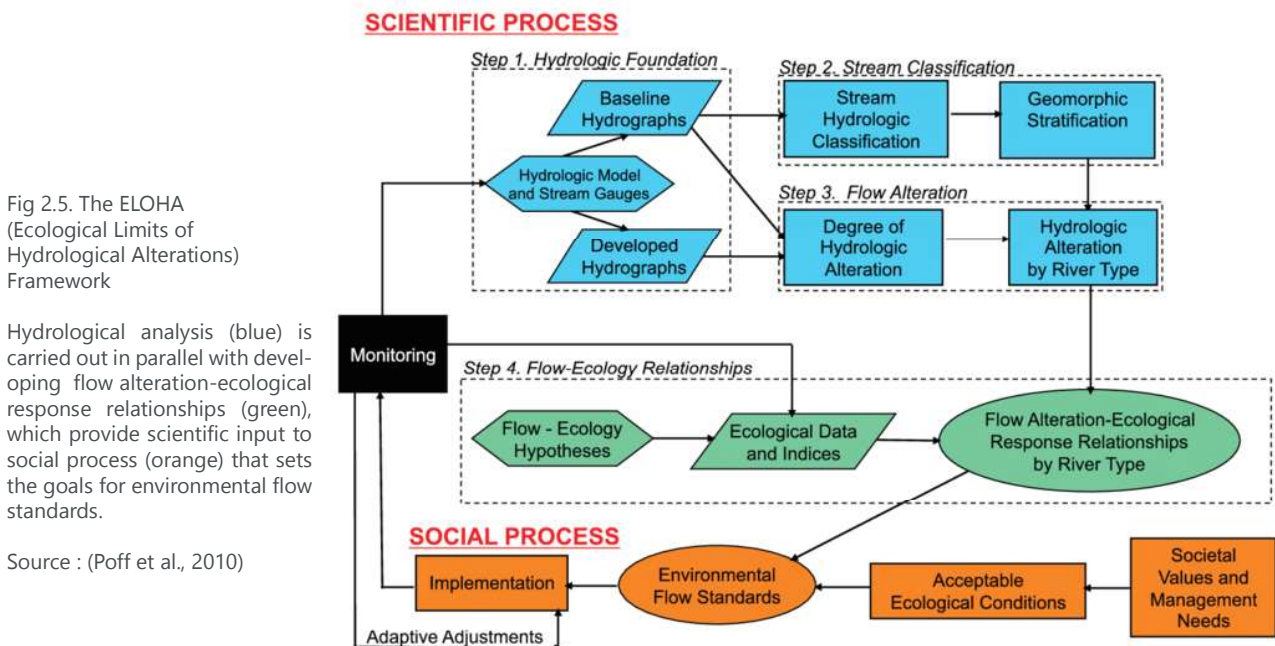 Fig 2.5. The ELOHA
(Ecological Limits of
Hydrological Alterations)
Framework
Hydrological analysis (blue) is
carried out in parallel with devel-
oping flow alteration-ecological
response relationships (green),
which provide scientific input to
social process (orange) that sets
the goals for environmental flow
standards.
Source : (Poff et al., 2010)
SCIENTIFIC PROCESS
Step 1. Hydrologic Foundation
Baseline
Hydrographs
Hydrologic Model
and Stream Gauges
Developed
Hydrographs
Step 2. Stream Classification
Stream
Hydrologic
Classification
Geomorphic
Stratification
Step 3. Flow Alteration
Degree of
Hydrologic
Alteration
Hydrologic
Alteration
by River Type
Monitoring
Step 4. Flow-Ecology Relationships
Flow - Ecology
Hypotheses
Ecological Data
and Indices
Flow Alteration-Ecological
Response Relationships
by River Type
SOCIAL PROCESS
Implementation
Environmental
Flow Standards
Acceptable
Ecological Conditions
Societal
Values and
Management
Needs
Adaptive Adjustments